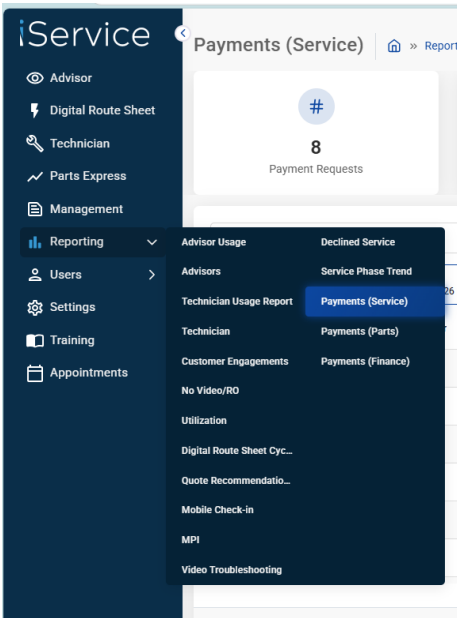 iService
Payments (Service)
» Report
Advisor
Digital Route Sheet
Technician
Parts Express
Management
Reporting
Users
Settings
Training
Appointments
#
8
Payment Requests
Advisor Usage
Declined Service
Advisors
Service Phase Trend
Technician Usage Report
Payments (Service)
26
Technician
Payments (Parts)
Customer Engagements
Payments (Finance)
No Video/RO
Utilization
Digital Route Sheet Cyc...
Quote Recommendatio...
Mobile Check-in
MPI
Video Troubleshooting